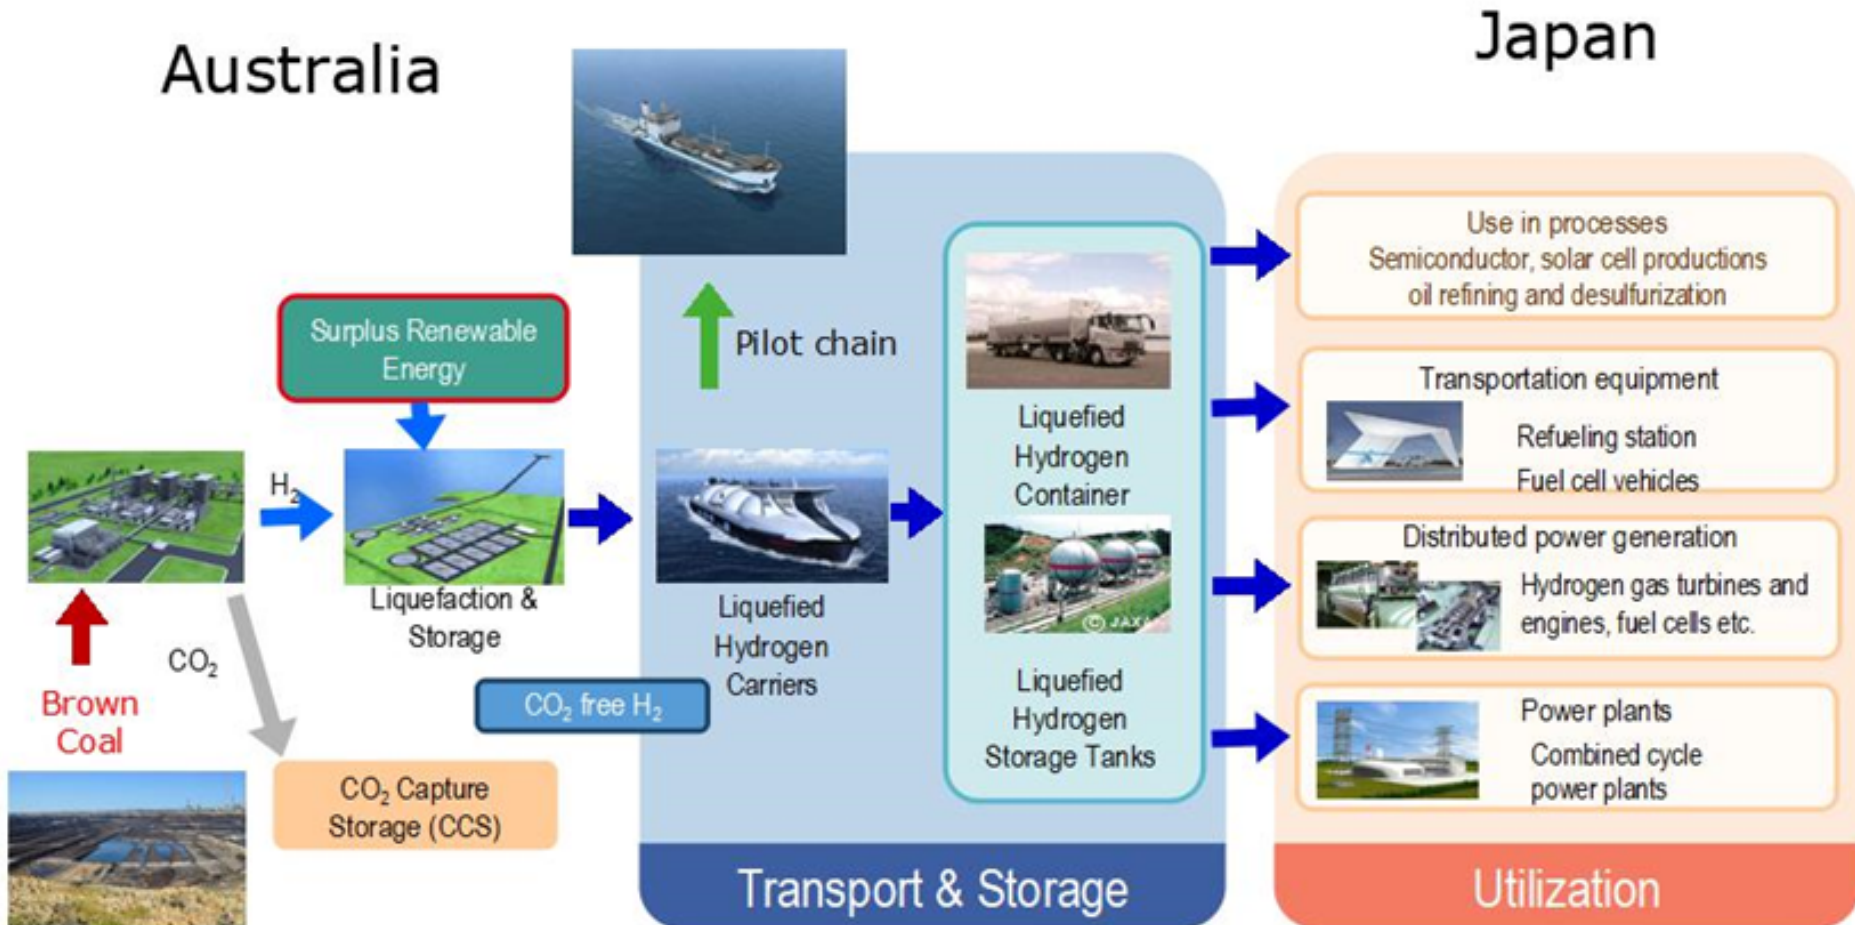 Australia
Japan
Surplus Renewable
Energy
Pilot chain
H₂
Liquefaction &
Storage
CO₂
Brown
Coal
CO₂ Capture
Storage (CCS)
CO₂ free H₂
Liquefied
Hydrogen
Carriers
Liquefied
Hydrogen
Container
© JAXA
Liquefied
Hydrogen
Storage Tanks
Transport & Storage
Use in processes
Semiconductor, solar cell productions
oil refining and desulfurization
Transportation equipment
Refueling station
Fuel cell vehicles
Distributed power generation
Hydrogen gas turbines and
engines, fuel cells etc.
Power plants
Combined cycle
power plants
Utilization